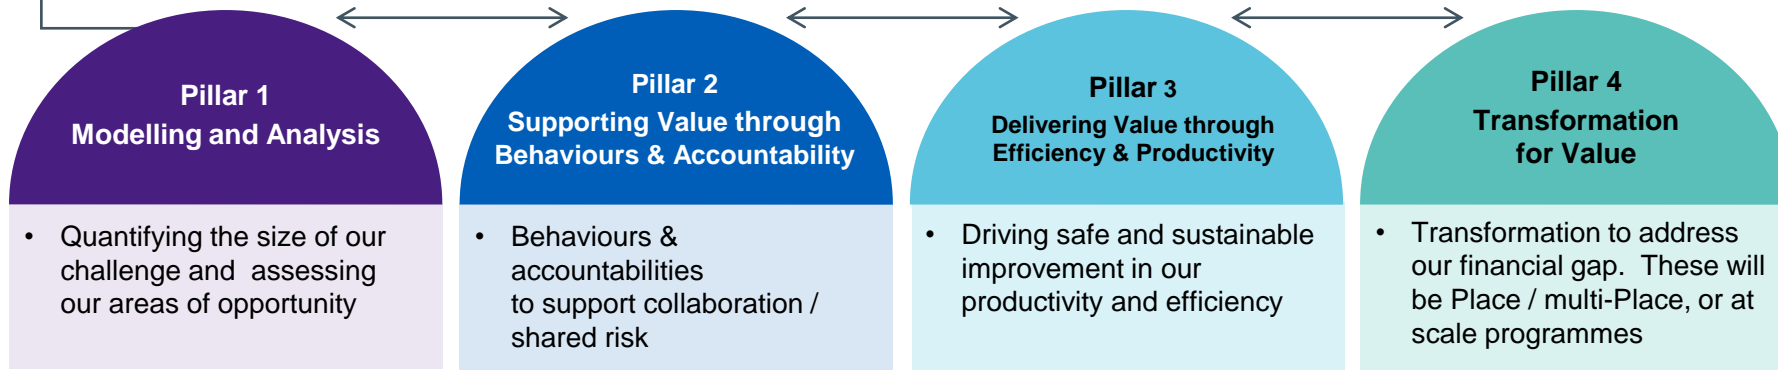 Pillar 1
Modelling and Analysis
• Quantifying the size of our
challenge and assessing
our areas of opportunity
Pillar 2
Supporting Value through
Behaviours & Accountability
• Behaviours &
accountabilities
to support collaboration /
shared risk
Pillar 3
Delivering Value through
Efficiency & Productivity
• Driving safe and sustainable
improvement in our
productivity and efficiency
Pillar 4
Transformation
for Value
• Transformation to address
our financial gap. These will
be Place / multi-Place, or at
scale programmes